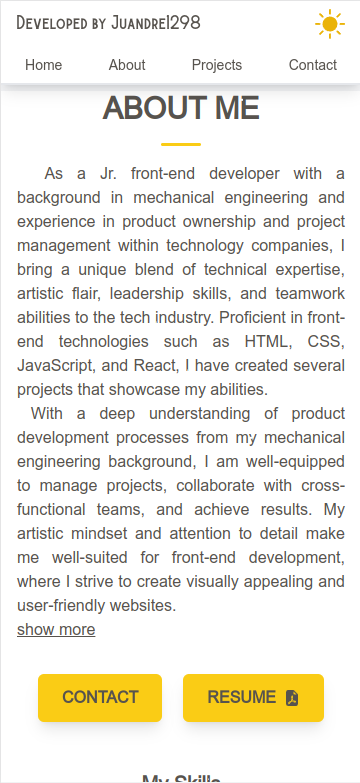 Developed by Juandre1298
Home About Projects Contact
ABOUT ME
As a Jr. front-end developer with a
background in mechanical engineering and
experience in product ownership and project
management within technology companies, I
bring a unique blend of technical expertise,
artistic flair, leadership skills, and teamwork
abilities to the tech industry. Proficient in front-
end technologies such as HTML, CSS,
JavaScript, and React, I have created several
projects that showcase my abilities.
With a deep understanding of product
development processes from my mechanical
engineering background, I am well-equipped
to manage projects, collaborate with cross-
functional teams, and achieve results. My
artistic mindset and attention to detail make
me well-suited for front-end development,
where I strive to create visually appealing and
user-friendly websites.
show more
CONTACT RESUME
My Skills